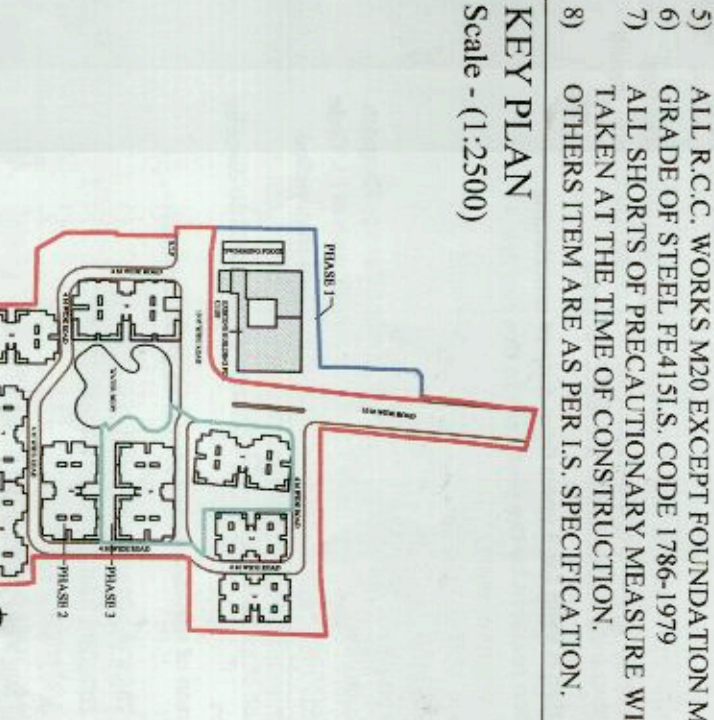 5) ALL R.C.C. WORKS M20 EXCEPT FOUNDATION M
6) GRADE OF STEEL FE415I.S. CODE 1786-1979
7) ALL SHORTS OF PRECAUTIONARY MEASURE WI
TAKEN AT THE TIME OF CONSTRUCTION.
8) OTHERS ITEM ARE AS PER I.S. SPECIFICATION.
KEY PLAN
Scale - (1:2500)
PHASE 1
PHASE 3
PHASE 2